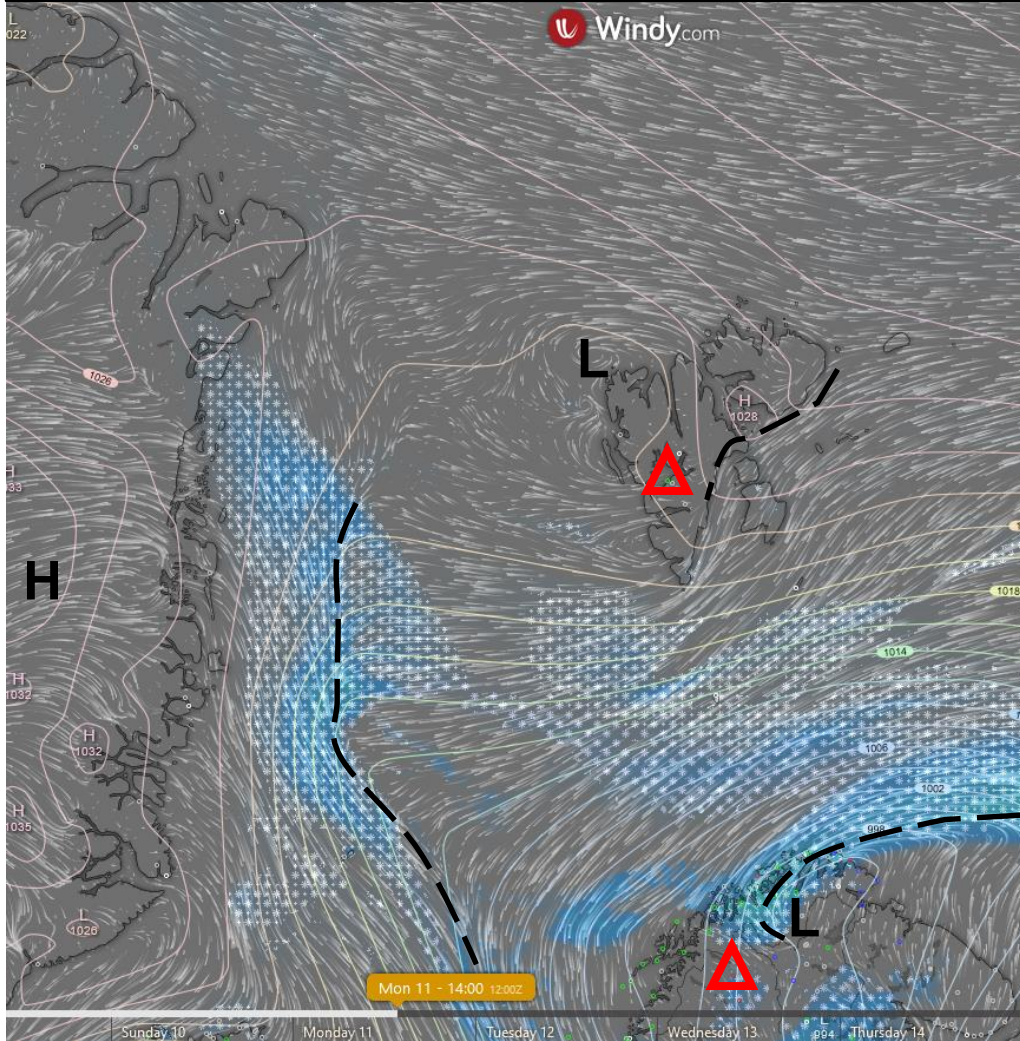 L
1022
Windy.com
L
1026
H
1028
H
33
H
1018
1014
H
1032
H
1032
1006
1002
H
1035
998
L
1026
L
Mon 11 - 14:00 12:00Z
Sunday 10
Monday 11
Tuesday 12
Wednesday 13
L
994
Thursday 14